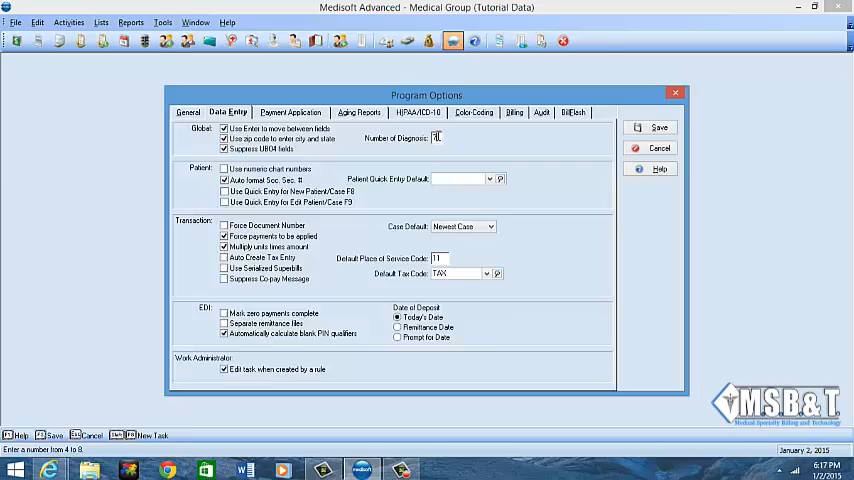 Medisoft Advanced - Medical Group (Tutorial Data)
File Edit Activities Lists Reports Tools Window Help
Program Options
General Data Entry Payment Application Aging Reports HIPAA/ICD-10 Color-Coding Billing Audit BillFlash
Global: Use Enter to move between fields
Use zip code to enter city and state
Suppress UB04 fields
Number of Diagnosis:
Patient: Use numeric chart numbers
Auto format Soc. Sec. #
Use Quick Entry for New Patient/Case F8
Use Quick Entry for Edit Patient/Case F9
Patient Quick Entry Default:
Transaction: Force Document Number
Force payments to be applied
Multiply units times amount
Auto Create Tax Entry
Use Serialized Superbills
Suppress Co-pay Message
Case Default: Newest Case
Default Place of Service Code: 11
Default Tax Code: TAX
EDI: Mark zero payments complete
Separate remittance files
Automatically calculate blank PIN qualifiers
Date of Deposit
Today's Date
Remittance Date
Prompt for Date
Work Administrator:
Edit task when created by a rule
Save
Cancel
Help
MSB&T
Medical Specialty Billing and Technology
F1 Help F3 Save Esc Cancel Shift F9 New Task
Enter a number from 4 to 8.
January 2, 2015
medisoft
6:17 PM
1/2/2015